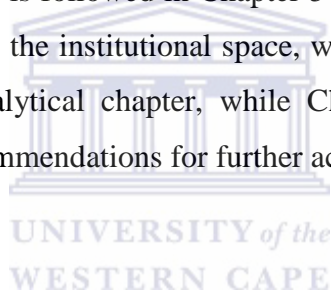 is followed in Chapter 5
the institutional space, w
alytical chapter, while Cl
mmendations for further ac
UNIVERSITY of the
WESTERN CAPE